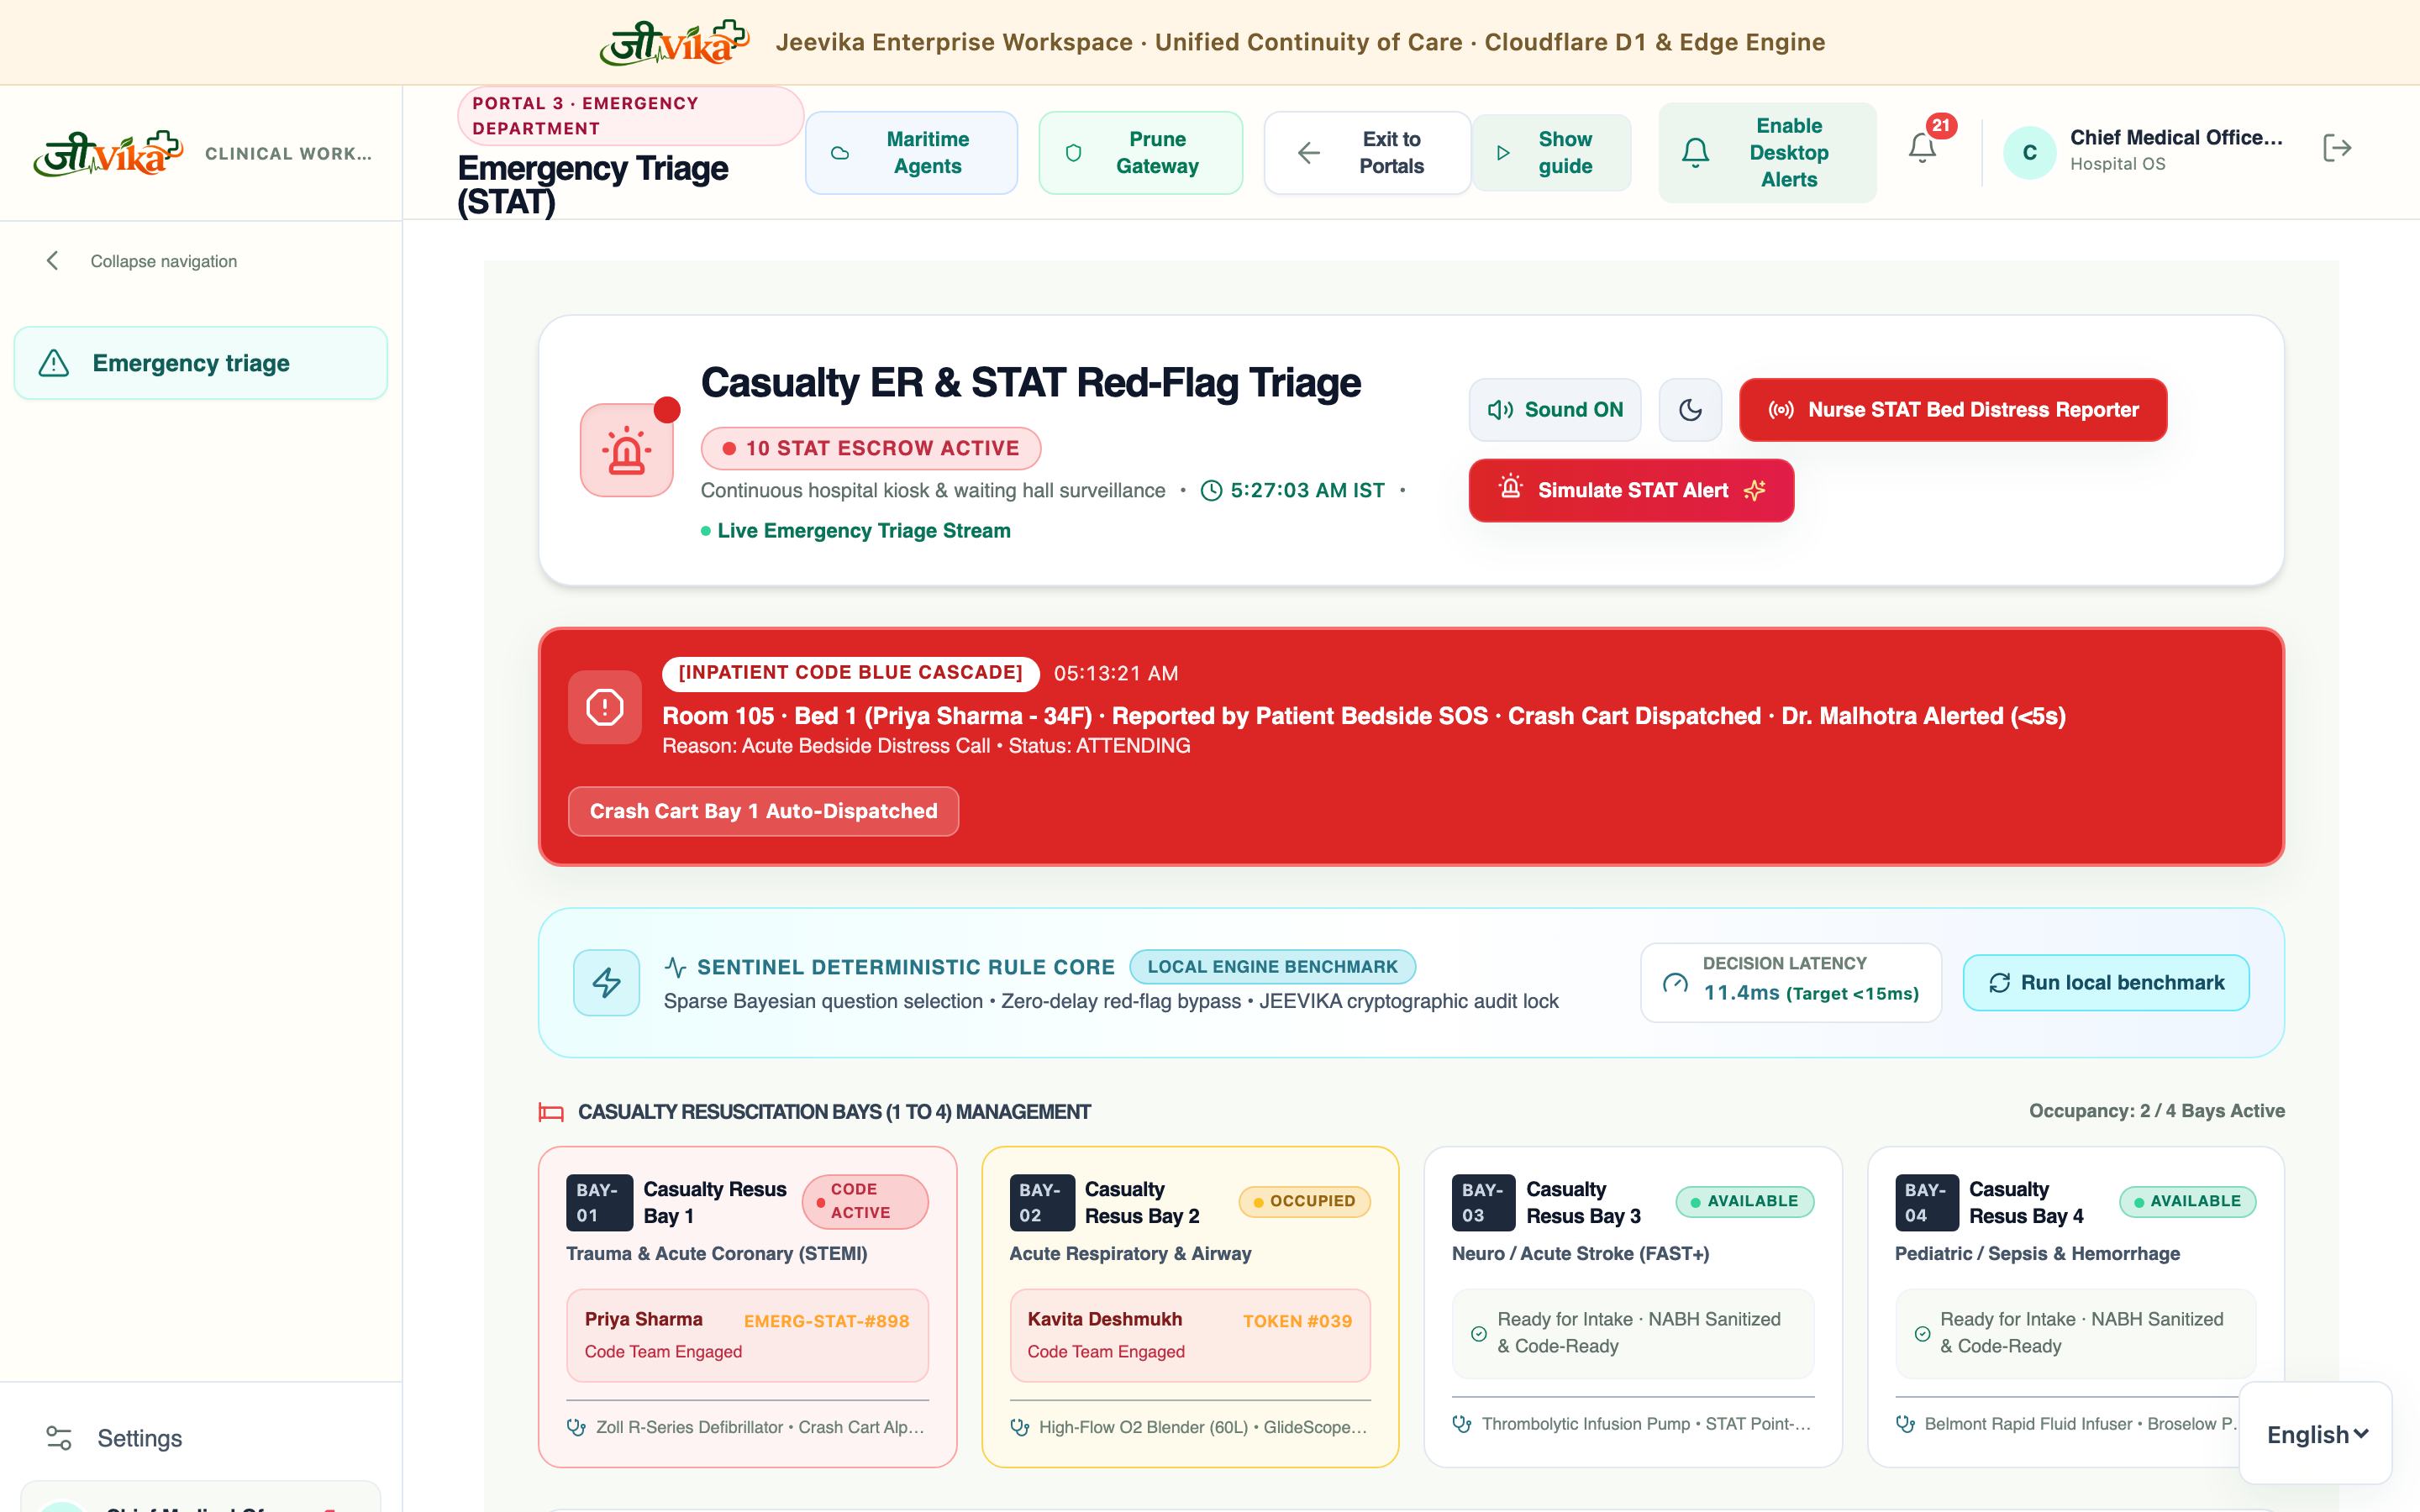 जीvika
Jeevika Enterprise Workspace · Unified Continuity of Care · Cloudflare D1 & Edge Engine
जीvika
CLINICAL WORK...
PORTAL 3 · EMERGENCY
DEPARTMENT
Emergency Triage
(STAT)
Maritime
Agents
Prune
Gateway
Exit to
Portals
Show
guide
Enable
Desktop
Alerts
21
C
Chief Medical Office...
Hospital OS
Collapse navigation
Emergency triage
Casualty ER & STAT Red-Flag Triage
10 STAT ESCROW ACTIVE
Continuous hospital kiosk & waiting hall surveillance • 5:27:03 AM IST •
Live Emergency Triage Stream
Sound ON
Nurse STAT Bed Distress Reporter
Simulate STAT Alert
[INPATIENT CODE BLUE CASCADE] 05:13:21 AM
Room 105 · Bed 1 (Priya Sharma - 34F) · Reported by Patient Bedside SOS · Crash Cart Dispatched · Dr. Malhotra Alerted (<5s)
Reason: Acute Bedside Distress Call • Status: ATTENDING
Crash Cart Bay 1 Auto-Dispatched
SENTINEL DETERMINISTIC RULE CORE
LOCAL ENGINE BENCHMARK
Sparse Bayesian question selection • Zero-delay red-flag bypass • JEEVIKA cryptographic audit lock
DECISION LATENCY
11.4ms (Target <15ms)
Run local benchmark
CASUALTY RESUSCITATION BAYS (1 TO 4) MANAGEMENT
Occupancy: 2 / 4 Bays Active
BAY-
01
Casualty Resus
Bay 1
CODE
ACTIVE
Trauma & Acute Coronary (STEMI)
Priya Sharma
EMERG-STAT-#898
Code Team Engaged
Zoll R-Series Defibrillator • Crash Cart Alp...
BAY-
02
Casualty
Resus Bay 2
OCCUPIED
Acute Respiratory & Airway
Kavita Deshmukh
TOKEN #039
Code Team Engaged
High-Flow O2 Blender (60L) • GlideScope...
BAY-
03
Casualty
Resus Bay 3
AVAILABLE
Neuro / Acute Stroke (FAST+)
Ready for Intake · NABH Sanitized
& Code-Ready
Thrombolytic Infusion Pump • STAT Point-...
BAY-
04
Casualty
Resus Bay 4
AVAILABLE
Pediatric / Sepsis & Hemorrhage
Ready for Intake · NABH Sanitized
& Code-Ready
Belmont Rapid Fluid Infuser • Broselow P...
Settings
English